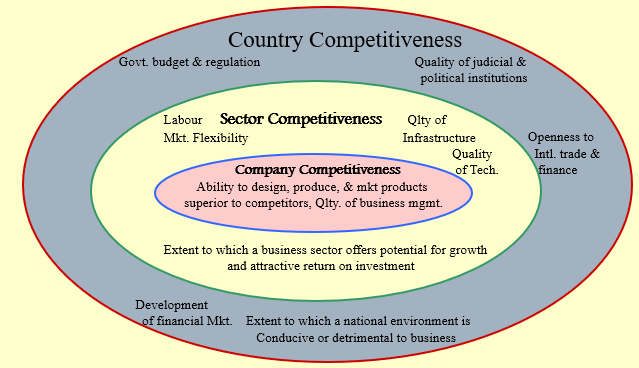 Country Competitiveness
Govt. budget & regulation
Quality of judicial &
political institutions
Labour
Mkt. Flexibility
Sector Competitiveness
Qlty of
Infrastructure
Openness to
Intl. trade &
finance
Quality
of Tech.
Company Competitiveness
Ability to design, produce, & mkt products
superior to competitors, Qlty. of business mgmt.
Extent to which a business sector offers potential for growth
and attractive return on investment
Development
of financial Mkt.
Extent to which a national environment is
Conducive or detrimental to business